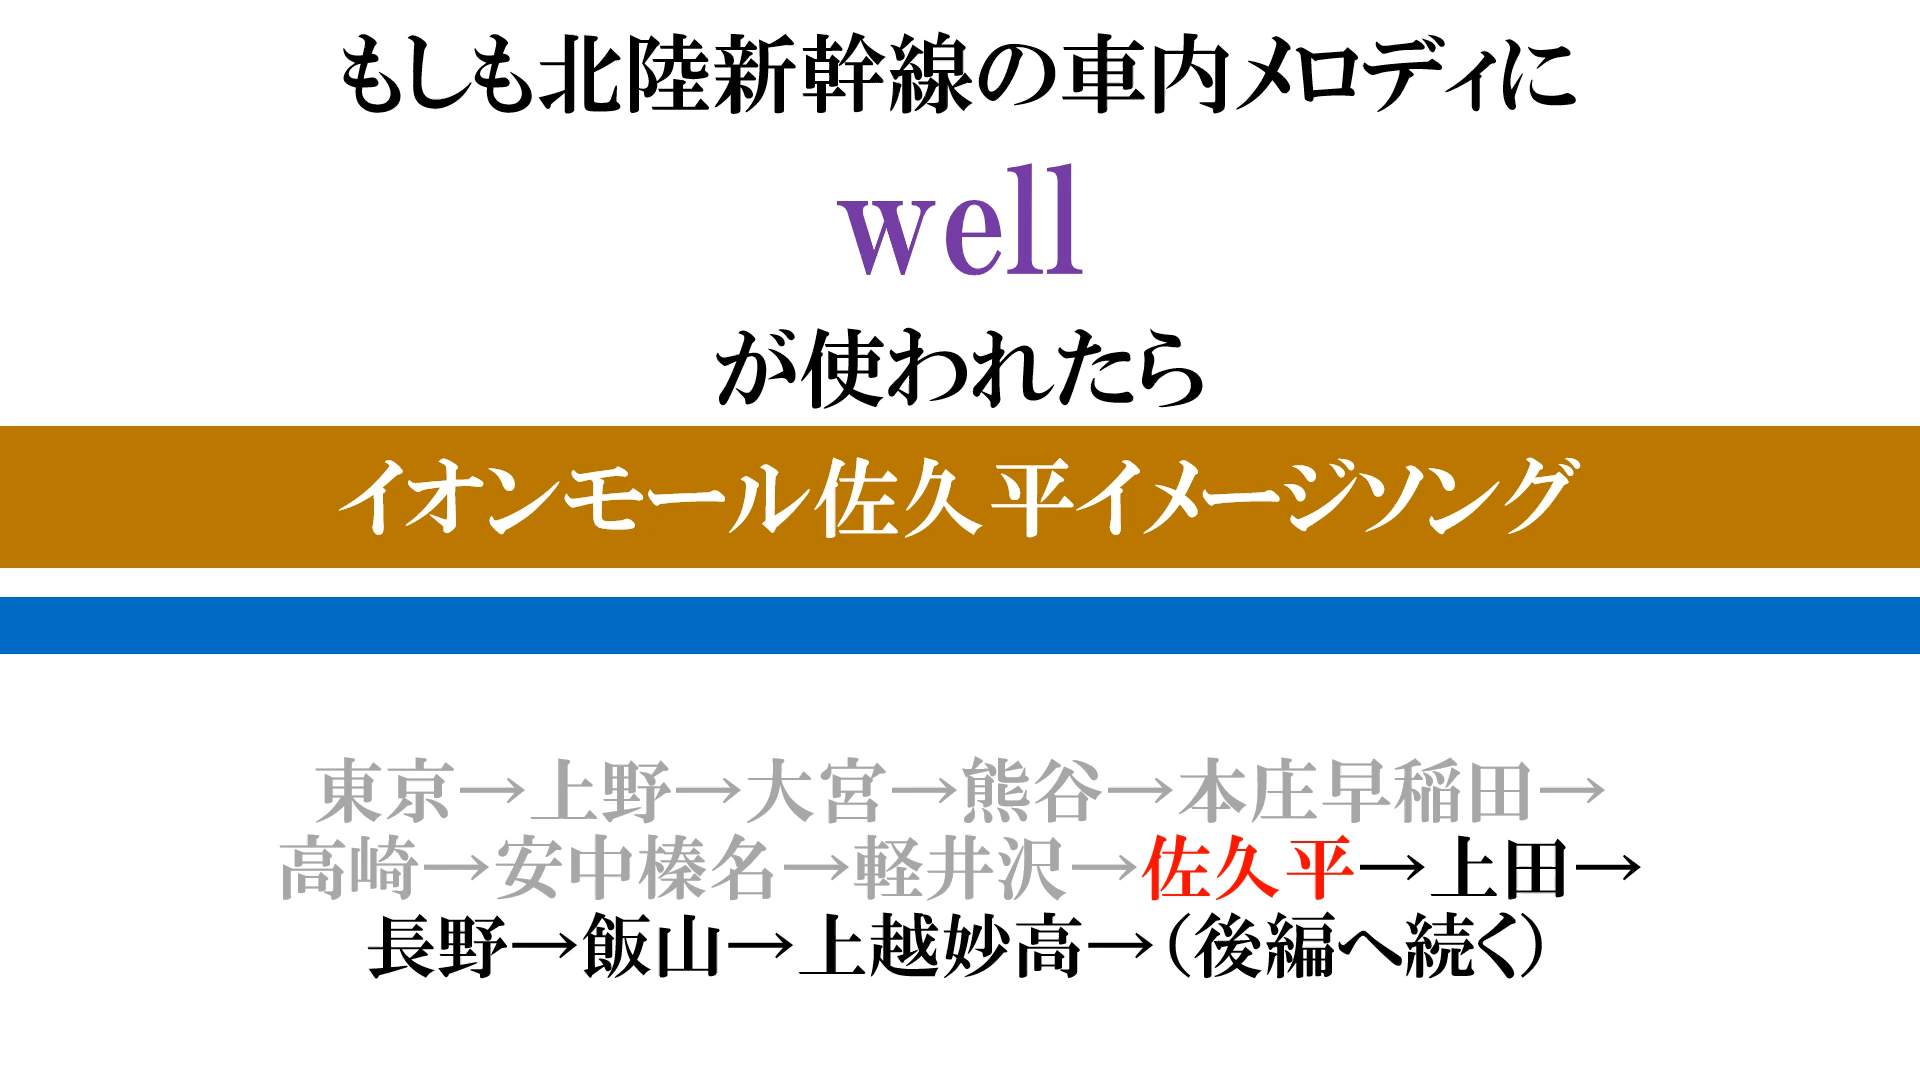 もしも北陸新幹線の車内メロディに
well
が使われたら
イオンモール佐久平イメージソング
東京→上野→大宮→熊谷→本庄早稲田→
高崎→安中榛名→軽井沢→佐久平→上田→
長野→飯山→上越妙高→（後編へ続く）